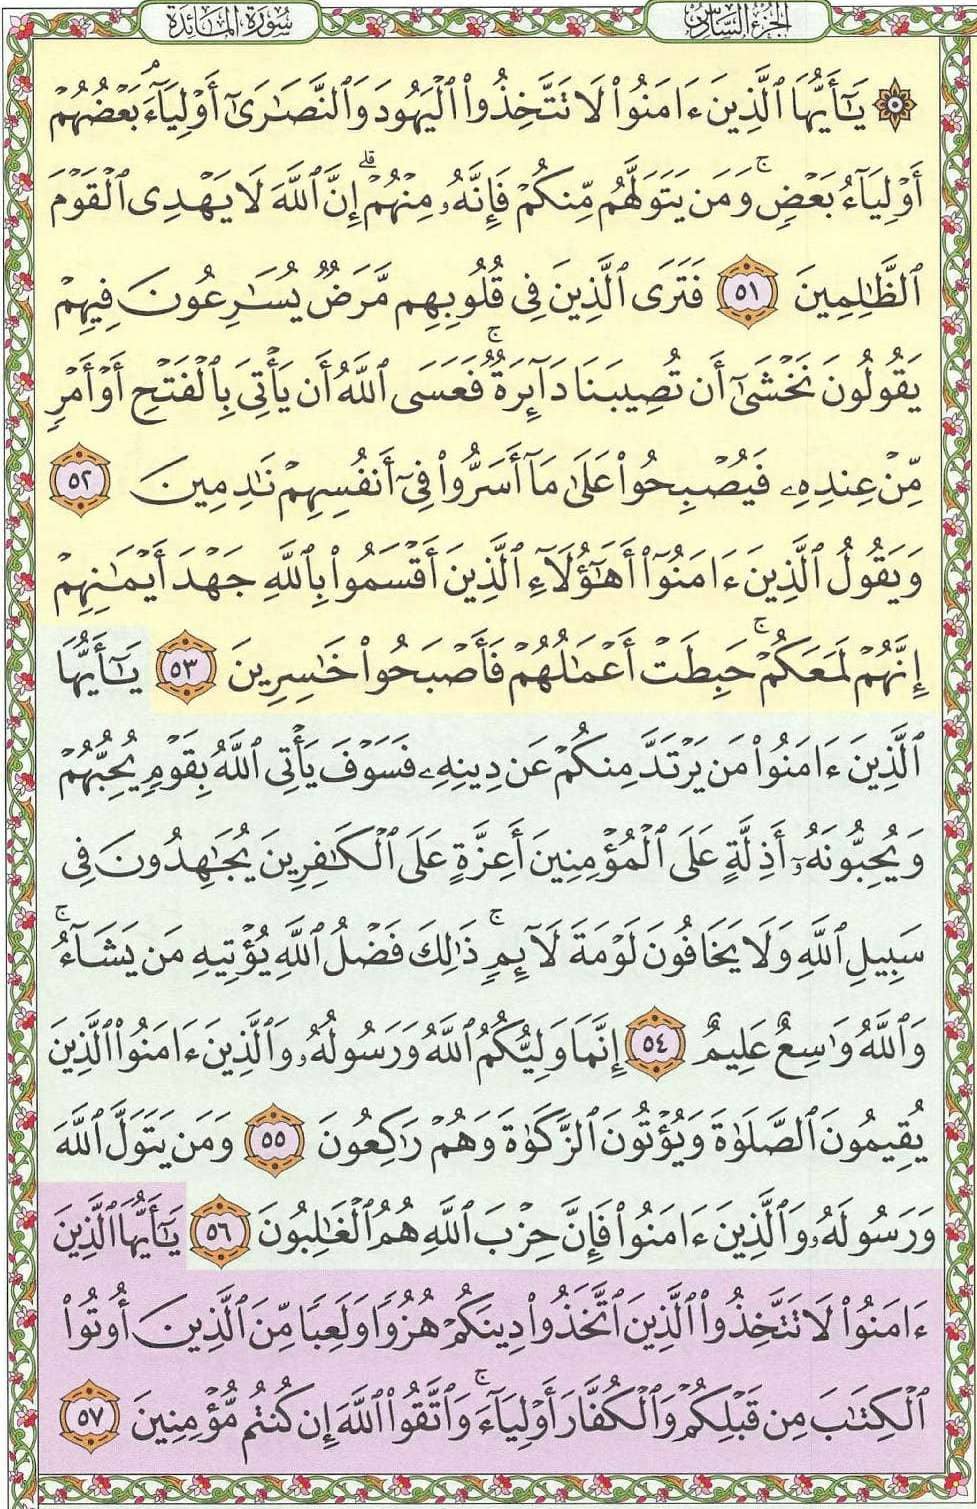 الجزء السادس
سورة المائدة
۞ يَـٰٓأَيُّهَا ٱلَّذِينَ ءَامَنُوا۟ لَا تَتَّخِذُوا۟ ٱلْيَهُودَ وَٱلنَّصَـٰرَىٰٓ أَوْلِيَآءَ ۘ بَعْضُهُمْ
أَوْلِيَآءُ بَعْضٍ ۚ وَمَن يَتَوَلَّهُم مِّنكُمْ فَإِنَّهُۥ مِنْهُمْ ۗ إِنَّ ٱللَّهَ لَا يَهْدِى ٱلْقَوْمَ
ٱلظَّـٰلِمِينَ ٥١ فَتَرَى ٱلَّذِينَ فِى قُلُوبِهِم مَّرَضٌ يُسَـٰرِعُونَ فِيهِمْ
يَقُولُونَ نَخْشَىٰٓ أَن تُصِيبَنَا دَآئِرَةٌ ۚ فَعَسَى ٱللَّهُ أَن يَأْتِىَ بِٱلْفَتْحِ أَوْ أَمْرٍ
مِّنْ عِندِهِۦ فَيُصْبِحُوا۟ عَلَىٰ مَآ أَسَرُّوا۟ فِىٓ أَنفُسِهِمْ نَـٰدِمِينَ ٥٢
وَيَقُولُ ٱلَّذِينَ ءَامَنُوٓا۟ أَهَـٰٓؤُلَآءِ ٱلَّذِينَ أَقْسَمُوا۟ بِٱللَّهِ جَهْدَ أَيْمَـٰنِهِمْ
إِنَّهُمْ لَمَعَكُمْ ۚ حَبِطَتْ أَعْمَـٰلُهُمْ فَأَصْبَحُوا۟ خَـٰسِرِينَ ٥٣ يَـٰٓأَيُّهَا
ٱلَّذِينَ ءَامَنُوا۟ مَن يَرْتَدَّ مِنكُمْ عَن دِينِهِۦ فَسَوْفَ يَأْتِى ٱللَّهُ بِقَوْمٍ يُحِبُّهُمْ
وَيُحِبُّونَهُۥٓ أَذِلَّةٍ عَلَى ٱلْمُؤْمِنِينَ أَعِزَّةٍ عَلَى ٱلْكَـٰفِرِينَ يُجَـٰهِدُونَ فِى
سَبِيلِ ٱللَّهِ وَلَا يَخَافُونَ لَوْمَةَ لَآئِمٍ ۚ ذَٰلِكَ فَضْلُ ٱللَّهِ يُؤْتِيهِ مَن يَشَآءُ ۚ
وَٱللَّهُ وَٰسِعٌ عَلِيمٌ ٥٤ إِنَّمَا وَلِيُّكُمُ ٱللَّهُ وَرَسُولُهُۥ وَٱلَّذِينَ ءَامَنُوا۟ ٱلَّذِينَ
يُقِيمُونَ ٱلصَّلَوٰةَ وَيُؤْتُونَ ٱلزَّكَوٰةَ وَهُمْ رَٰكِعُونَ ٥٥ وَمَن يَتَوَلَّ ٱللَّهَ
وَرَسُولَهُۥ وَٱلَّذِينَ ءَامَنُوا۟ فَإِنَّ حِزْبَ ٱللَّهِ هُمُ ٱلْغَـٰلِبُونَ ٥٦ يَـٰٓأَيُّهَا ٱلَّذِينَ
ءَامَنُوا۟ لَا تَتَّخِذُوا۟ ٱلَّذِينَ ٱتَّخَذُوا۟ دِينَكُمْ هُزُوًا وَلَعِبًا مِّنَ ٱلَّذِينَ أُوتُوا۟
ٱلْكِتَـٰبَ مِن قَبْلِكُمْ وَٱلْكُفَّارَ أَوْلِيَآءَ ۚ وَٱتَّقُوا۟ ٱللَّهَ إِن كُنتُم مُّؤْمِنِينَ ٥٧